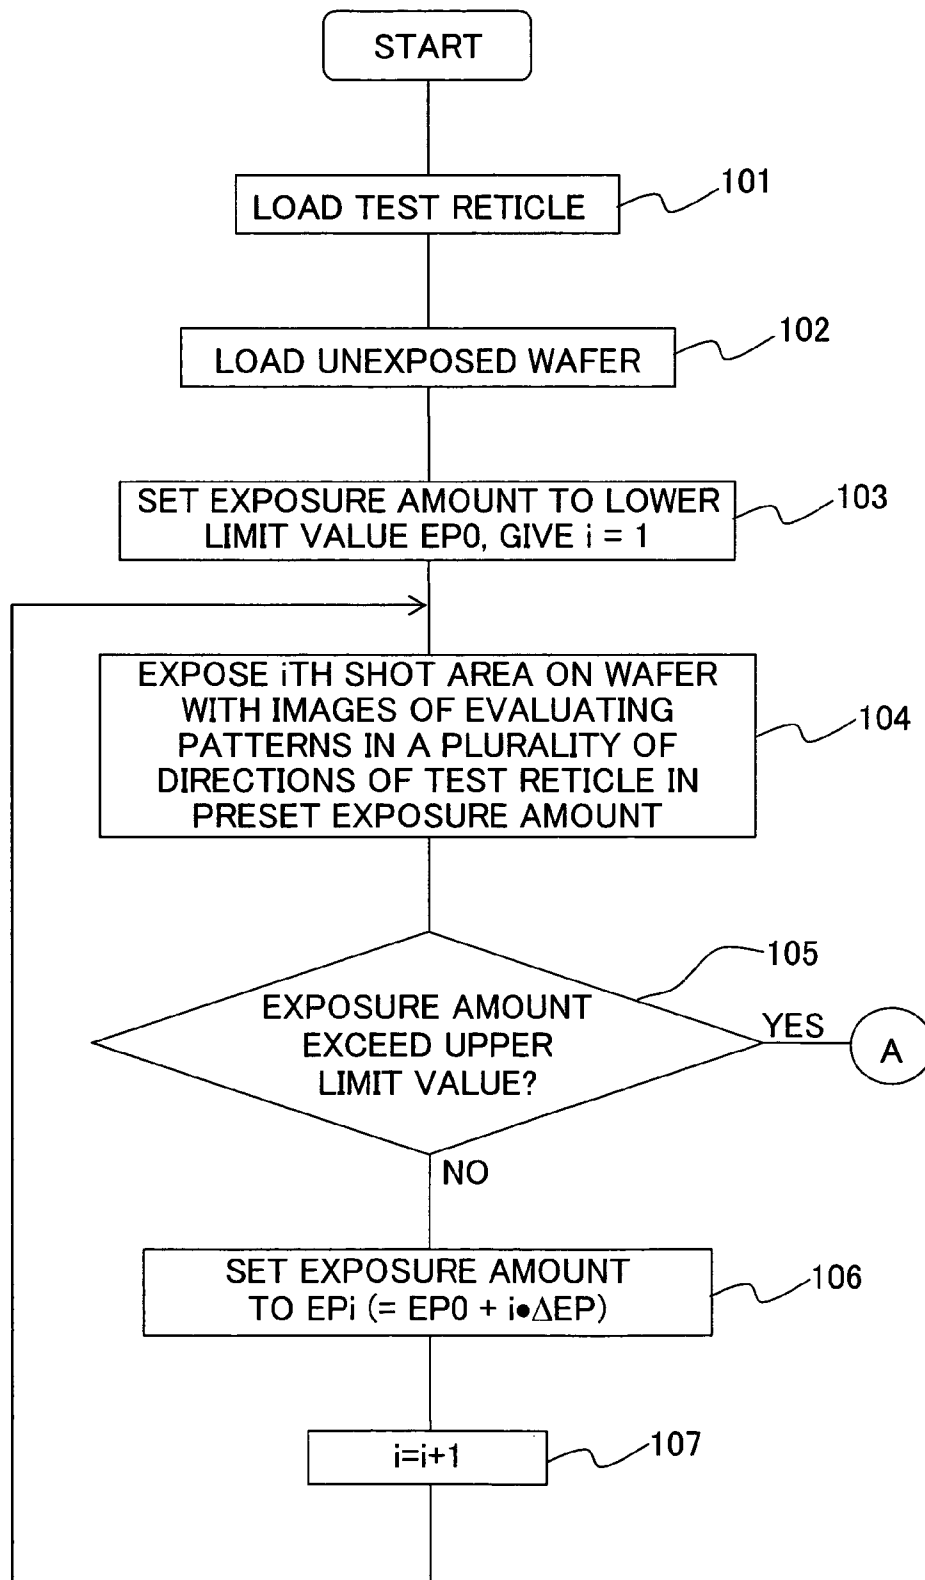 START
LOAD TEST RETICLE
101
LOAD UNEXPOSED WAFER
102
SET EXPOSURE AMOUNT TO LOWER
LIMIT VALUE EP0, GIVE i = 1
103
EXPOSE iTH SHOT AREA ON WAFER
WITH IMAGES OF EVALUATING
PATTERNS IN A PLURALITY OF
DIRECTIONS OF TEST RETICLE IN
PRESET EXPOSURE AMOUNT
104
EXPOSURE AMOUNT
EXCEED UPPER
LIMIT VALUE?
105
YES
A
NO
SET EXPOSURE AMOUNT
TO EPi (= EP0 + i•ΔEP)
106
i=i+1
107